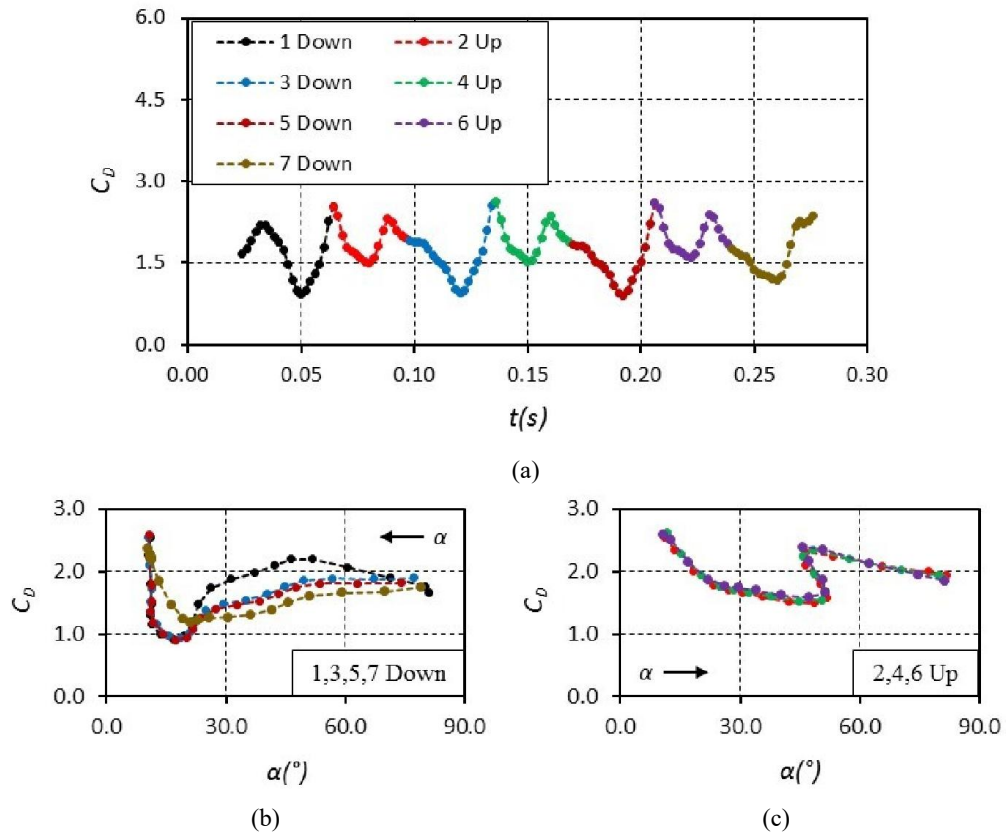 6.0
4.5
3.0
1.5
0.0
C_D
1 Down 2 Up
3 Down 4 Up
5 Down 6 Up
7 Down
0.00 0.05 0.10 0.15 0.20 0.25 0.30
t(s)
(a)
3.0
2.0
1.0
0.0
C_D
α
1,3,5,7 Down
0.0 30.0 60.0 90.0
α(°)
(b)
3.0
2.0
1.0
0.0
C_D
α
2,4,6 Up
0.0 30.0 60.0 90.0
α(°)
(c)